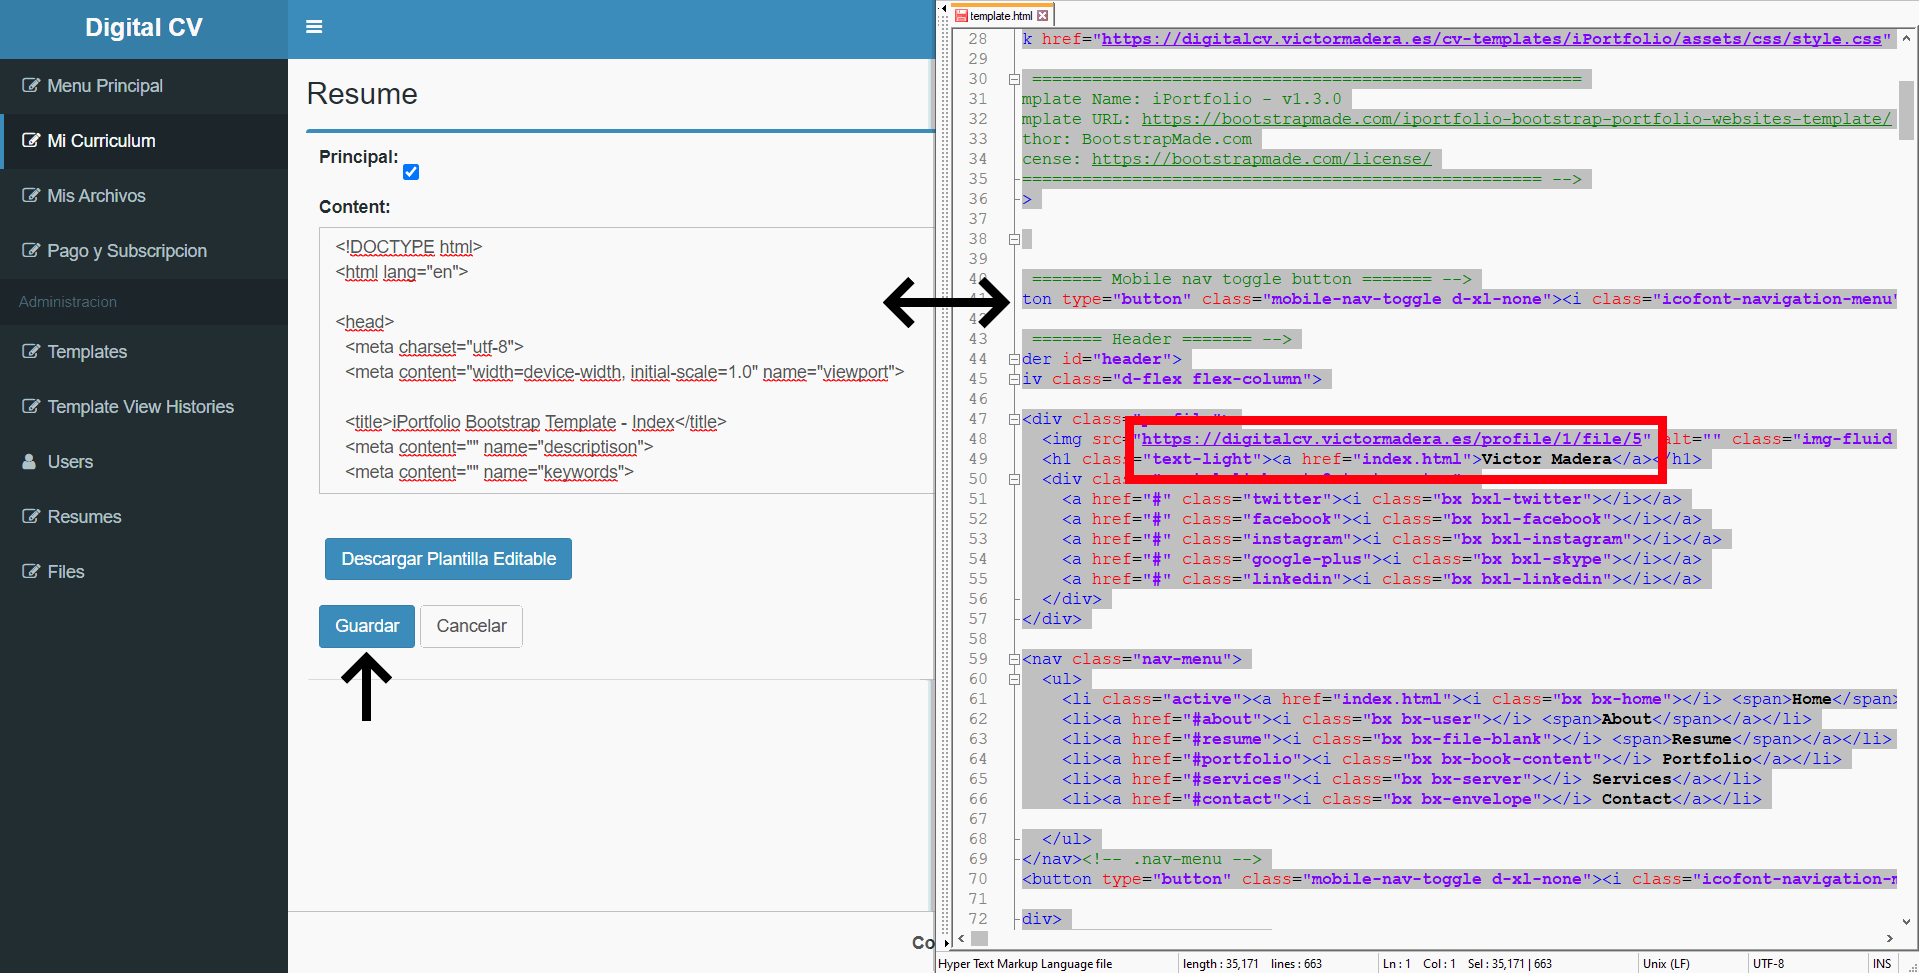 Digital CV
Menu Principal
Mi Curriculum
Mis Archivos
Pago y Subscripcion
Administracion
Templates
Template View Histories
Users
Resumes
Files
Resume
Principal:
Content:
<!DOCTYPE html>
<html lang="en">
<head>
<meta charset="utf-8">
<meta content="width=device-width, initial-scale=1.0" name="viewport">
<title>iPortfolio Bootstrap Template - Index</title>
<meta content="" name="descriptison">
<meta content="" name="keywords">
Descargar Plantilla Editable
Guardar Cancelar
Co
template.html
28 k href="https://digitalcv.victormadera.es/cv-templates/iPortfolio/assets/css/style.css"
29
30 =======================================================
31 mplate Name: iPortfolio - v1.3.0
32 mplate URL: https://bootstrapmade.com/iportfolio-bootstrap-portfolio-websites-template/
33 thor: BootstrapMade.com
34 cense: https://bootstrapmade.com/license/
35 ==================================================== -->
36 >
37
38
39
40 ======= Mobile nav toggle button ======= -->
41 ton type="button" class="mobile-nav-toggle d-xl-none"><i class="icofont-navigation-menu"
42
43 ======= Header ======= -->
44 der id="header">
45 iv class="d-flex flex-column">
46
47 <div class=
48 <img src="https://digitalcv.victormadera.es/profile/1/file/5" alt="" class="img-fluid
49 <h1 class="text-light"><a href="index.html">Victor Madera</a></h1>
50 <div clas
51 <a href="#" class="twitter"><i class="bx bxl-twitter"></i></a>
52 <a href="#" class="facebook"><i class="bx bxl-facebook"></i></a>
53 <a href="#" class="instagram"><i class="bx bxl-instagram"></i></a>
54 <a href="#" class="google-plus"><i class="bx bxl-skype"></i></a>
55 <a href="#" class="linkedin"><i class="bx bxl-linkedin"></i></a>
56 </div>
57 </div>
58
59 <nav class="nav-menu">
60 <ul>
61 <li class="active"><a href="index.html"><i class="bx bx-home"></i> <span>Home</span>
62 <li><a href="#about"><i class="bx bx-user"></i> <span>About</span></a></li>
63 <li><a href="#resume"><i class="bx bx-file-blank"></i> <span>Resume</span></a></li>
64 <li><a href="#portfolio"><i class="bx bx-book-content"></i> Portfolio</a></li>
65 <li><a href="#services"><i class="bx bx-server"></i> Services</a></li>
66 <li><a href="#contact"><i class="bx bx-envelope"></i> Contact</a></li>
67
68 </ul>
69 </nav><!-- .nav-menu -->
70 <button type="button" class="mobile-nav-toggle d-xl-none"><i class="icofont-navigation-m
71
72 div>
Hyper Text Markup Language file length : 35,171 lines : 663 Ln : 1 Col : 1 Sel : 35,171 | 663 Unix (LF) UTF-8 INS